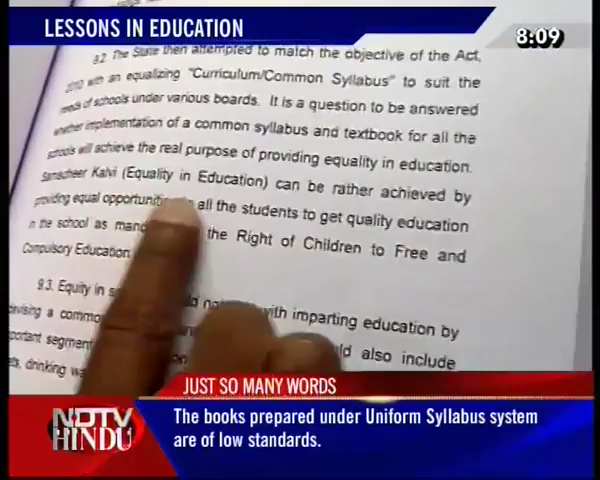 LESSONS IN EDUCATION
8:09
9.2. The State then attempted to match the objective of the Act,
2010 with an equalizing "Curriculum/Common Syllabus" to suit the
needs of schools under various boards. It is a question to be answered
whether implementation of a common syllabus and textbook for all the
schools will achieve the real purpose of providing equality in education.
Samacheer Kalvi (Equality in Education) can be rather achieved by
providing equal all the students to get quality education
in the school as the Right of Children to Free and
Compulsory Education
9.3. Equity in with imparting education by
a also include
segment
drinking
JUST SO MANY WORDS
NDTV
HINDU
The books prepared under Uniform Syllabus system
are of low standards.